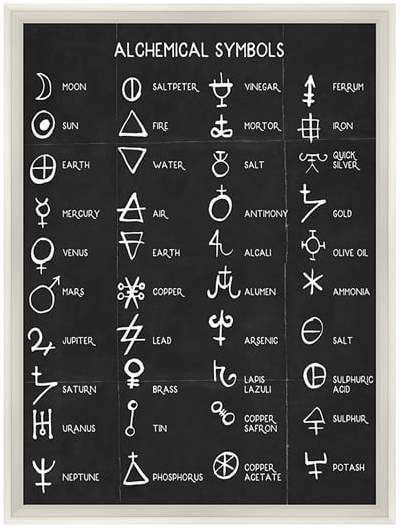 ALCHEMICAL SYMBOLS
MOON
SUN
EARTH
MERCURY
VENUS
MARS
JUPITER
SATURN
URANUS
NEPTUNE
SALTPETER
FIRE
WATER
AIR
EARTH
COPPER
LEAD
BRASS
TIN
PHOSPHORUS
VINEGAR
MORTOR
SALT
ANTIMONY
ALCALI
ALUMEN
ARSENIC
LAPIS
LAZULI
COPPER
SAFRON
COPPER
ACETATE
FERRUM
IRON
QUICK
SILVER
GOLD
OLIVE OIL
AMMONIA
SALT
SULPHURIC
ACID
SULPHUR
POTASH